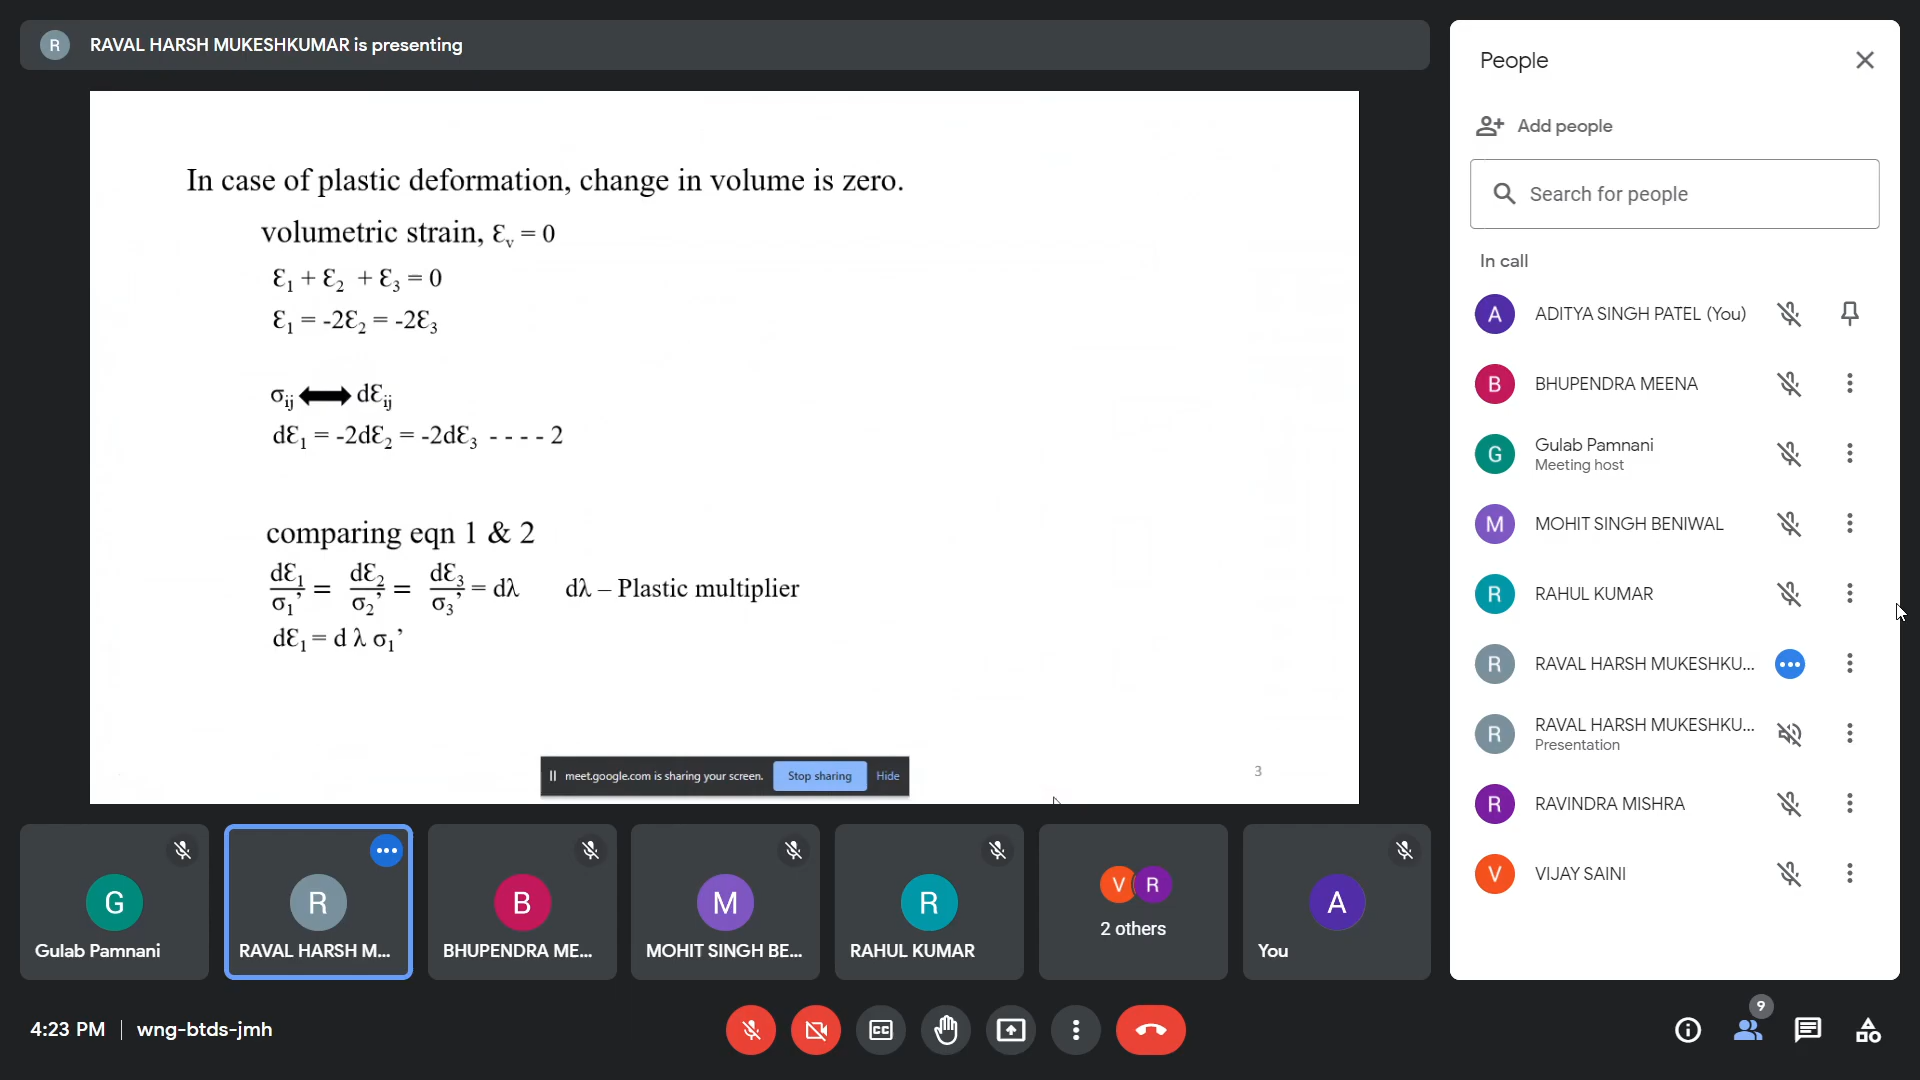 R RAVAL HARSH MUKESHKUMAR is presenting
In case of plastic deformation, change in volume is zero.
volumetric strain, Ɛv = 0
Ɛ1 + Ɛ2 + Ɛ3 = 0
Ɛ1 = -2Ɛ2 = -2Ɛ3
σij ⟷ dƐij
dƐ1 = -2dƐ2 = -2dƐ3 - - - - 2
comparing eqn 1 & 2
dƐ1/σ1’ = dƐ2/σ2’ = dƐ3/σ3’ = dλ dλ – Plastic multiplier
dƐ1 = d λ σ1’
meet.google.com is sharing your screen. Stop sharing Hide
3
G
Gulab Pamnani
R
RAVAL HARSH M...
B
BHUPENDRA ME...
M
MOHIT SINGH BE...
R
RAHUL KUMAR
V R
2 others
A
You
4:23 PM | wng-btds-jmh
CC
9
People
Add people
Search for people
In call
A ADITYA SINGH PATEL (You)
B BHUPENDRA MEENA
G Gulab Pamnani
Meeting host
M MOHIT SINGH BENIWAL
R RAHUL KUMAR
R RAVAL HARSH MUKESHKU...
R RAVAL HARSH MUKESHKU...
Presentation
R RAVINDRA MISHRA
V VIJAY SAINI